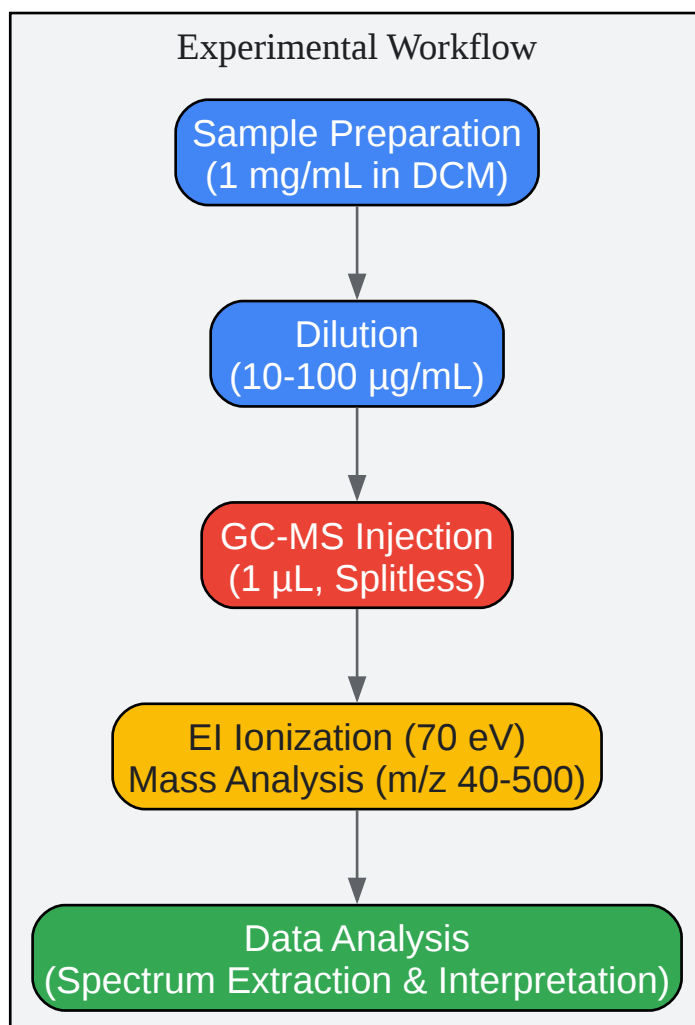 Experimental Workflow
Sample Preparation
(1 mg/mL in DCM)
Dilution
(10-100 µg/mL)
GC-MS Injection
(1 µL, Splitless)
EI Ionization (70 eV)
Mass Analysis (m/z 40-500)
Data Analysis
(Spectrum Extraction & Interpretation)